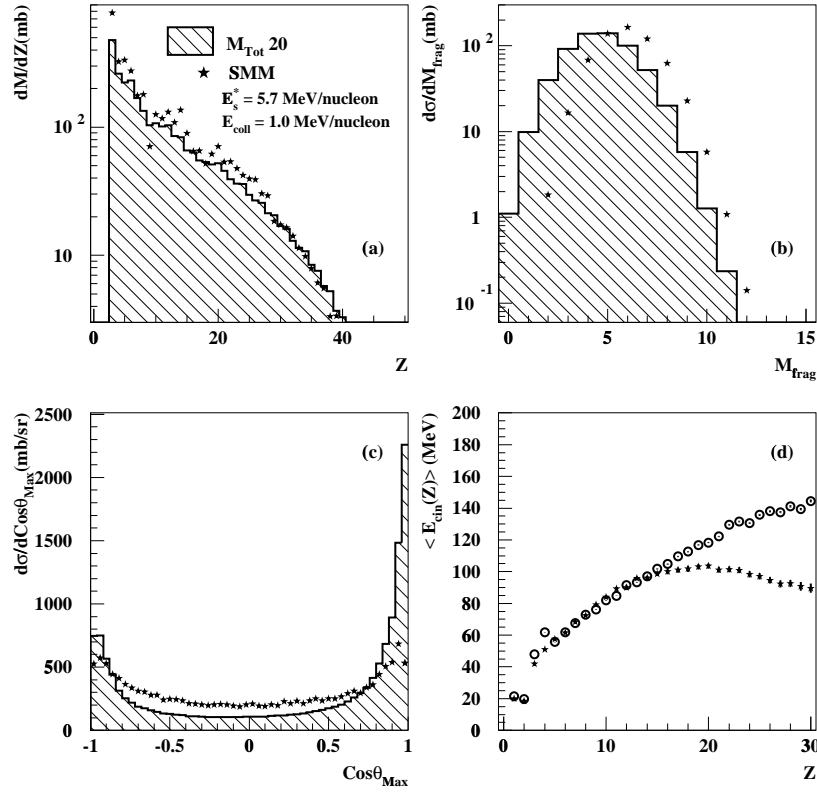 dM/dZ(mb)
M_Tot 20
SMM
E_s^* = 5.7 MeV/nucleon
E_coll = 1.0 MeV/nucleon
10^2
10
(a)
0
20
40
Z
dσ/dM_frag(mb)
10^2
10
1
10^-1
(b)
0
5
10
15
M_frag
dσ/dCosθ_Max(mb/sr)
2500
2000
1500
1000
500
0
(c)
-1
-0.5
0
0.5
1
Cosθ_Max
< E_cin(Z)> (MeV)
200
180
160
140
120
100
80
60
40
20
0
(d)
0
10
20
30
Z